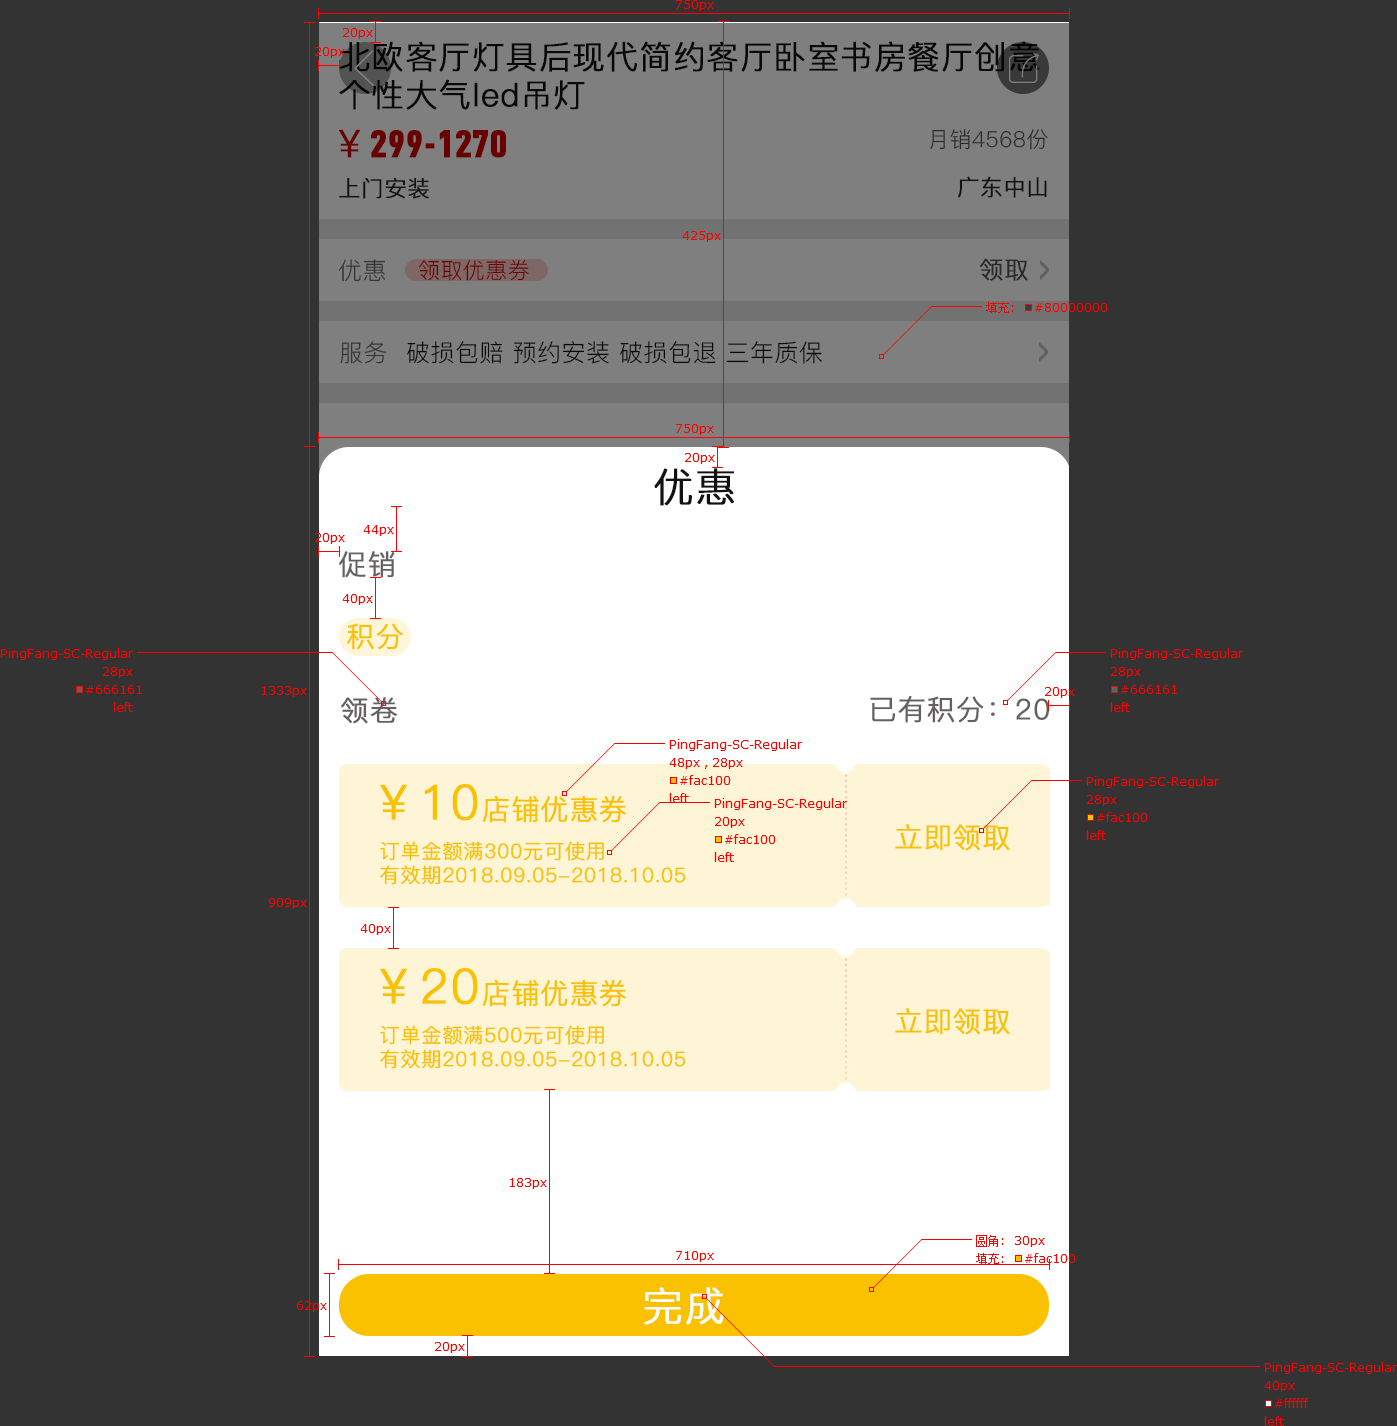 750px
20px
20px
北欧客厅灯具后现代简约客厅卧室书房餐厅创意
个性大气led吊灯
¥ 299-1270
月销4568份
上门安装
广东中山
425px
优惠
领取优惠券
领取
填充: #80000000
服务
破损包赔 预约安装 破损包退 三年质保
750px
20px
优惠
44px
20px
促销
40px
积分
PingFang-SC-Regular
28px
#666161
left
1333px
PingFang-SC-Regular
28px
#666161
left
20px
领卷
已有积分：20
PingFang-SC-Regular
48px , 28px
#fac100
left
PingFang-SC-Regular
20px
#fac100
left
PingFang-SC-Regular
28px
#fac100
left
¥ 10店铺优惠券
订单金额满300元可使用
有效期2018.09.05-2018.10.05
立即领取
909px
40px
¥ 20店铺优惠券
订单金额满500元可使用
有效期2018.09.05-2018.10.05
立即领取
183px
圆角: 30px
填充: #fac100
710px
62px
完成
20px
PingFang-SC-Regular
40px
#ffffff
left